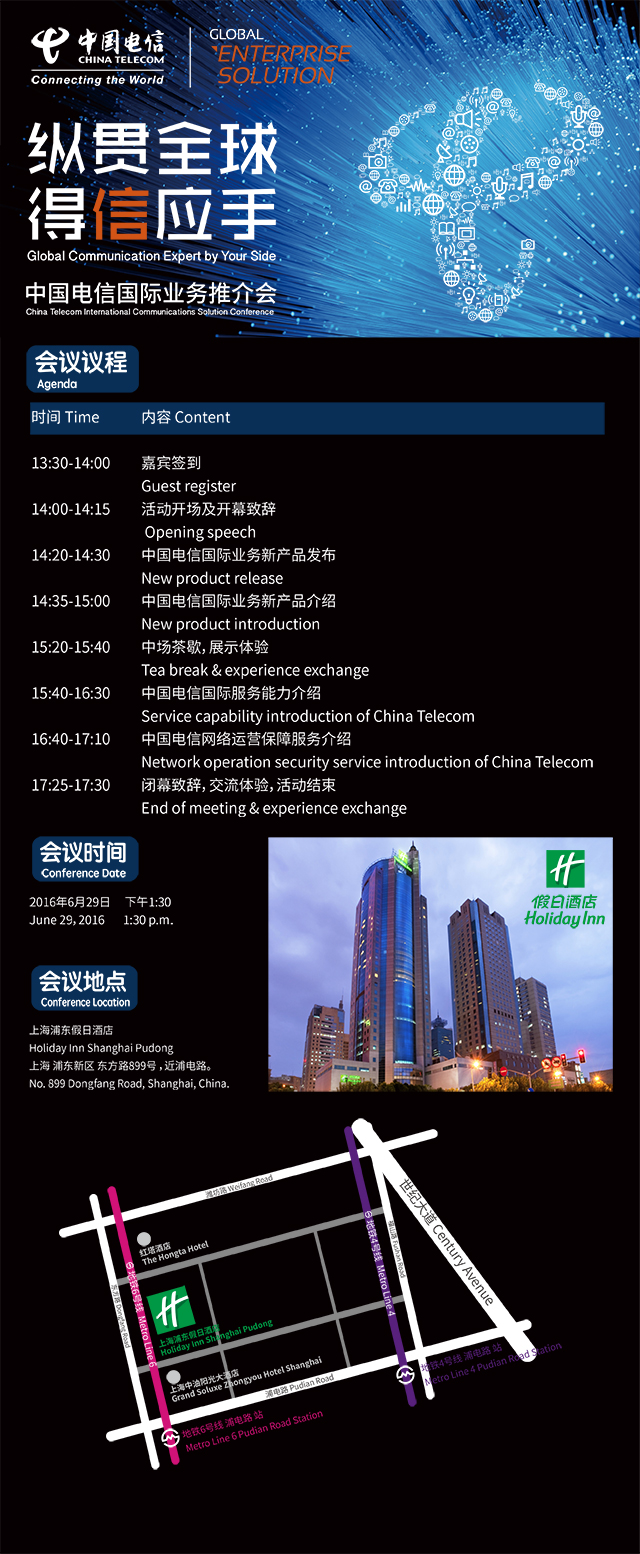 中国电信
CHINA TELECOM
Connecting the World
GLOBAL
ENTERPRISE
SOLUTION
纵贯全球
得信应手
Global Communication Expert by Your Side
中国电信国际业务推介会
China Telecom International Communications Solution Conference
会议议程
Agenda
时间 Time 内容 Content
13:30-14:00 嘉宾签到
Guest register
14:00-14:15 活动开场及开幕致辞
Opening speech
14:20-14:30 中国电信国际业务新产品发布
New product release
14:35-15:00 中国电信国际业务新产品介绍
New product introduction
15:20-15:40 中场茶歇，展示体验
Tea break & experience exchange
15:40-16:30 中国电信国际服务能力介绍
Service capability introduction of China Telecom
16:40-17:10 中国电信网络运营保障服务介绍
Network operation security service introduction of China Telecom
17:25-17:30 闭幕致辞，交流体验，活动结束
End of meeting & experience exchange
会议时间
Conference Date
2016年6月29日 下午1:30
June 29, 2016 1:30 p.m.
假日酒店
Holiday Inn
会议地点
Conference Location
上海浦东假日酒店
Holiday Inn Shanghai Pudong
上海 浦东新区 东方路899号，近浦电路。
No. 899 Dongfang Road, Shanghai, China.
潍坊路 Weifang Road
世纪大道 Century Avenue
福山路 Fushan Road
地铁4号线 Metro Line 4
红塔酒店
The Hongta Hotel
地铁6号线 Metro Line 6
东方路 Dongfang Road
上海浦东假日酒店
Holiday Inn Shanghai Pudong
上海中油阳光大酒店
Grand Soluxe Zhongyou Hotel Shanghai
浦电路 Pudian Road
地铁4号线 浦电路 站
Metro Line 4 Pudian Road Station
地铁6号线 浦电路 站
Metro Line 6 Pudian Road Station